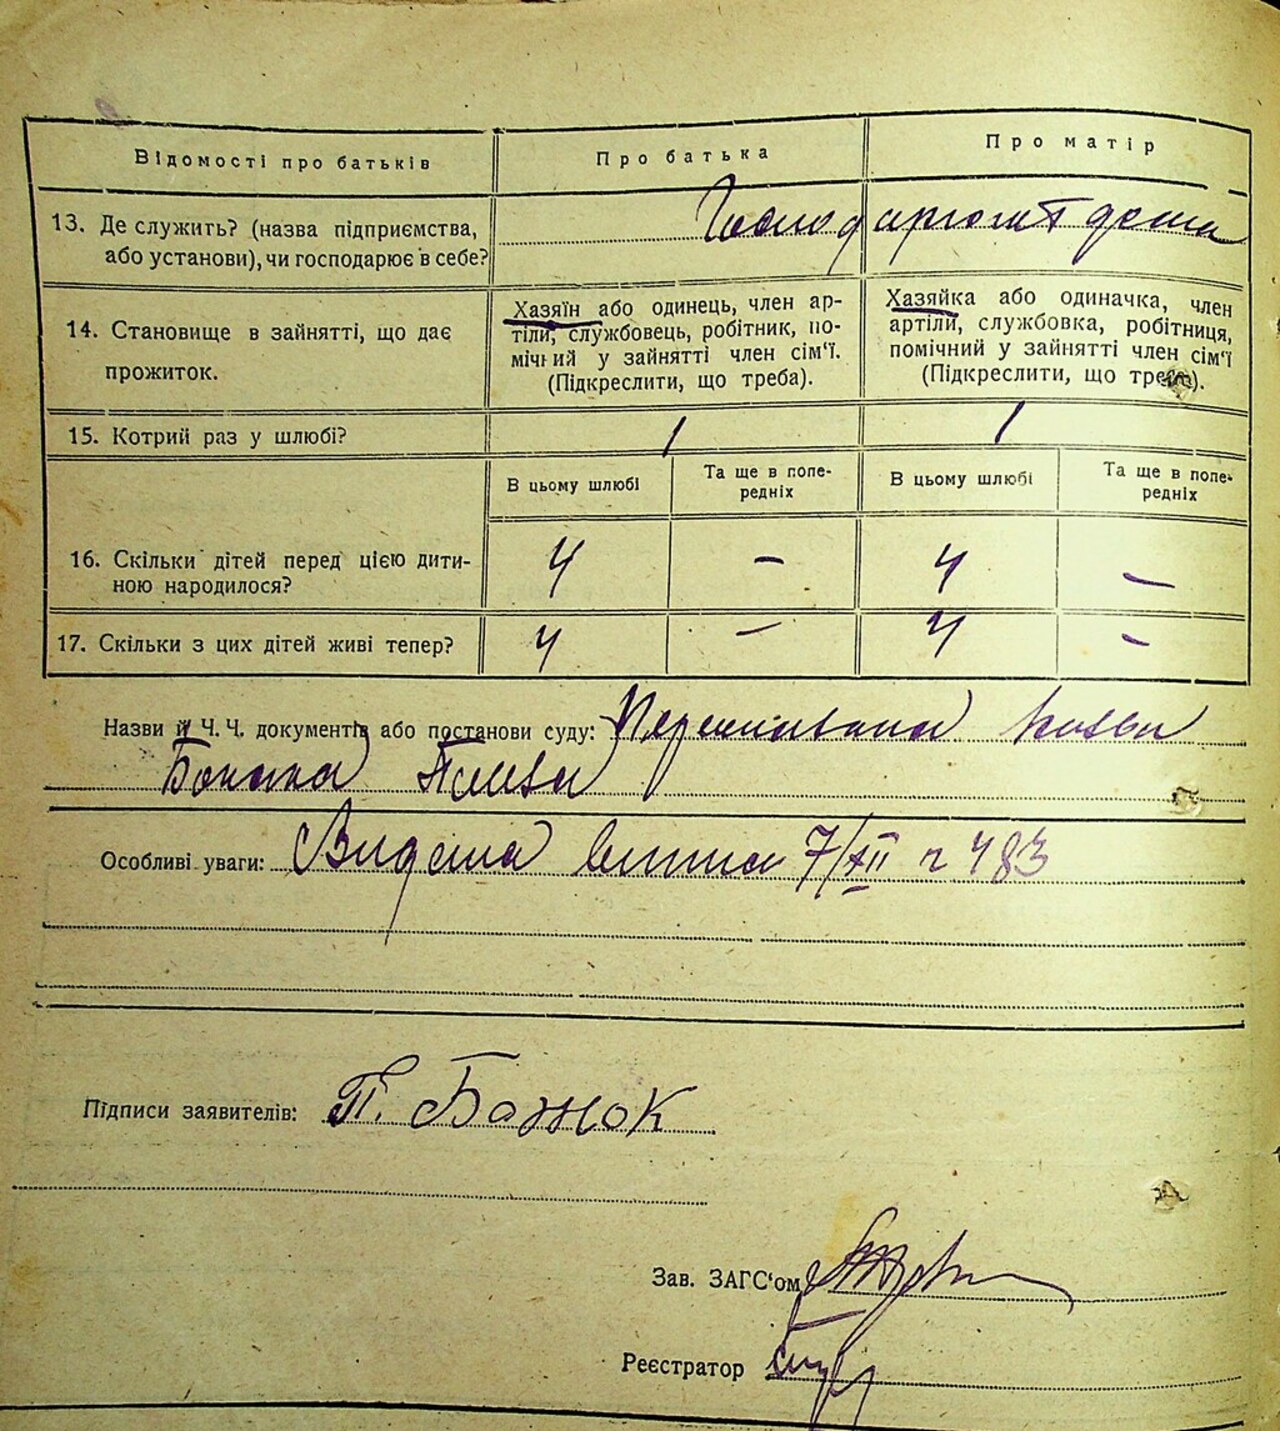 Відомості про батьків
Про батька
Про матір
13. Де служить? (назва підприємства,
або установи), чи господарює в себе?
дома
14. Становище в зайнятті, що дає
прожиток.
Хазяїн або одинець, член ар-
тіли, службовець, робітник, по-
мічний у зайнятті член сім'ї.
(Підкреслити, що треба).
Хазяйка або одиначка, член
артіли, службовка, робітниця,
помічний у зайнятті член сім'ї
(Підкреслити, що треба).
15. Котрий раз у шлюбі?
1
1
В цьому шлюбі
Та ще в попе-
редніх
В цьому шлюбі
Та ще в попе-
редніх
16. Скільки дітей перед цією дити-
ною народилося?
4 – 4 –
17. Скільки з цих дітей живі тепер?
4 – 4 –
Назви й Ч. Ч. документів або постанови суду:
Особливі уваги: Видана 7/XII 483
Підписи заявителів: П. Бажок
Зав. ЗАГС'ом
Реєстратор